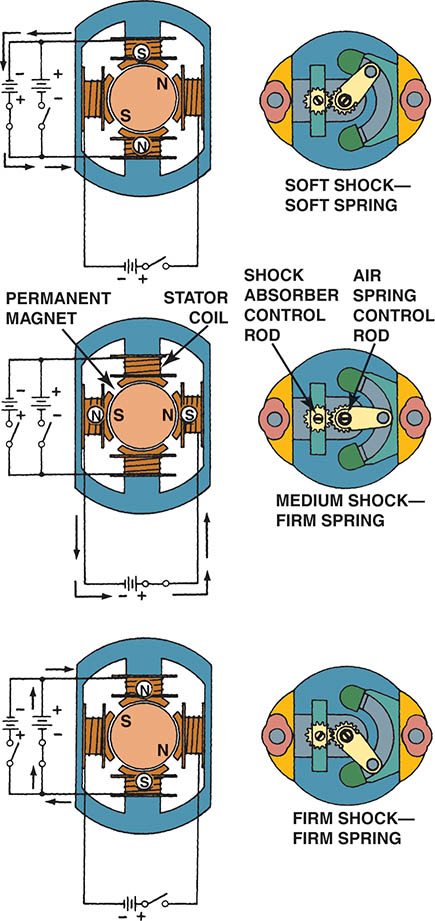 S
N
S
N
−
+
+
−
− +
SOFT SHOCK—
SOFT SPRING
PERMANENT
MAGNET
STATOR
COIL
SHOCK
ABSORBER
CONTROL
ROD
AIR
SPRING
CONTROL
ROD
−
+
+
−
N
S
N
S
− +
MEDIUM SHOCK—
FIRM SPRING
N
S
N
S
−
+
+
−
− +
FIRM SHOCK—
FIRM SPRING